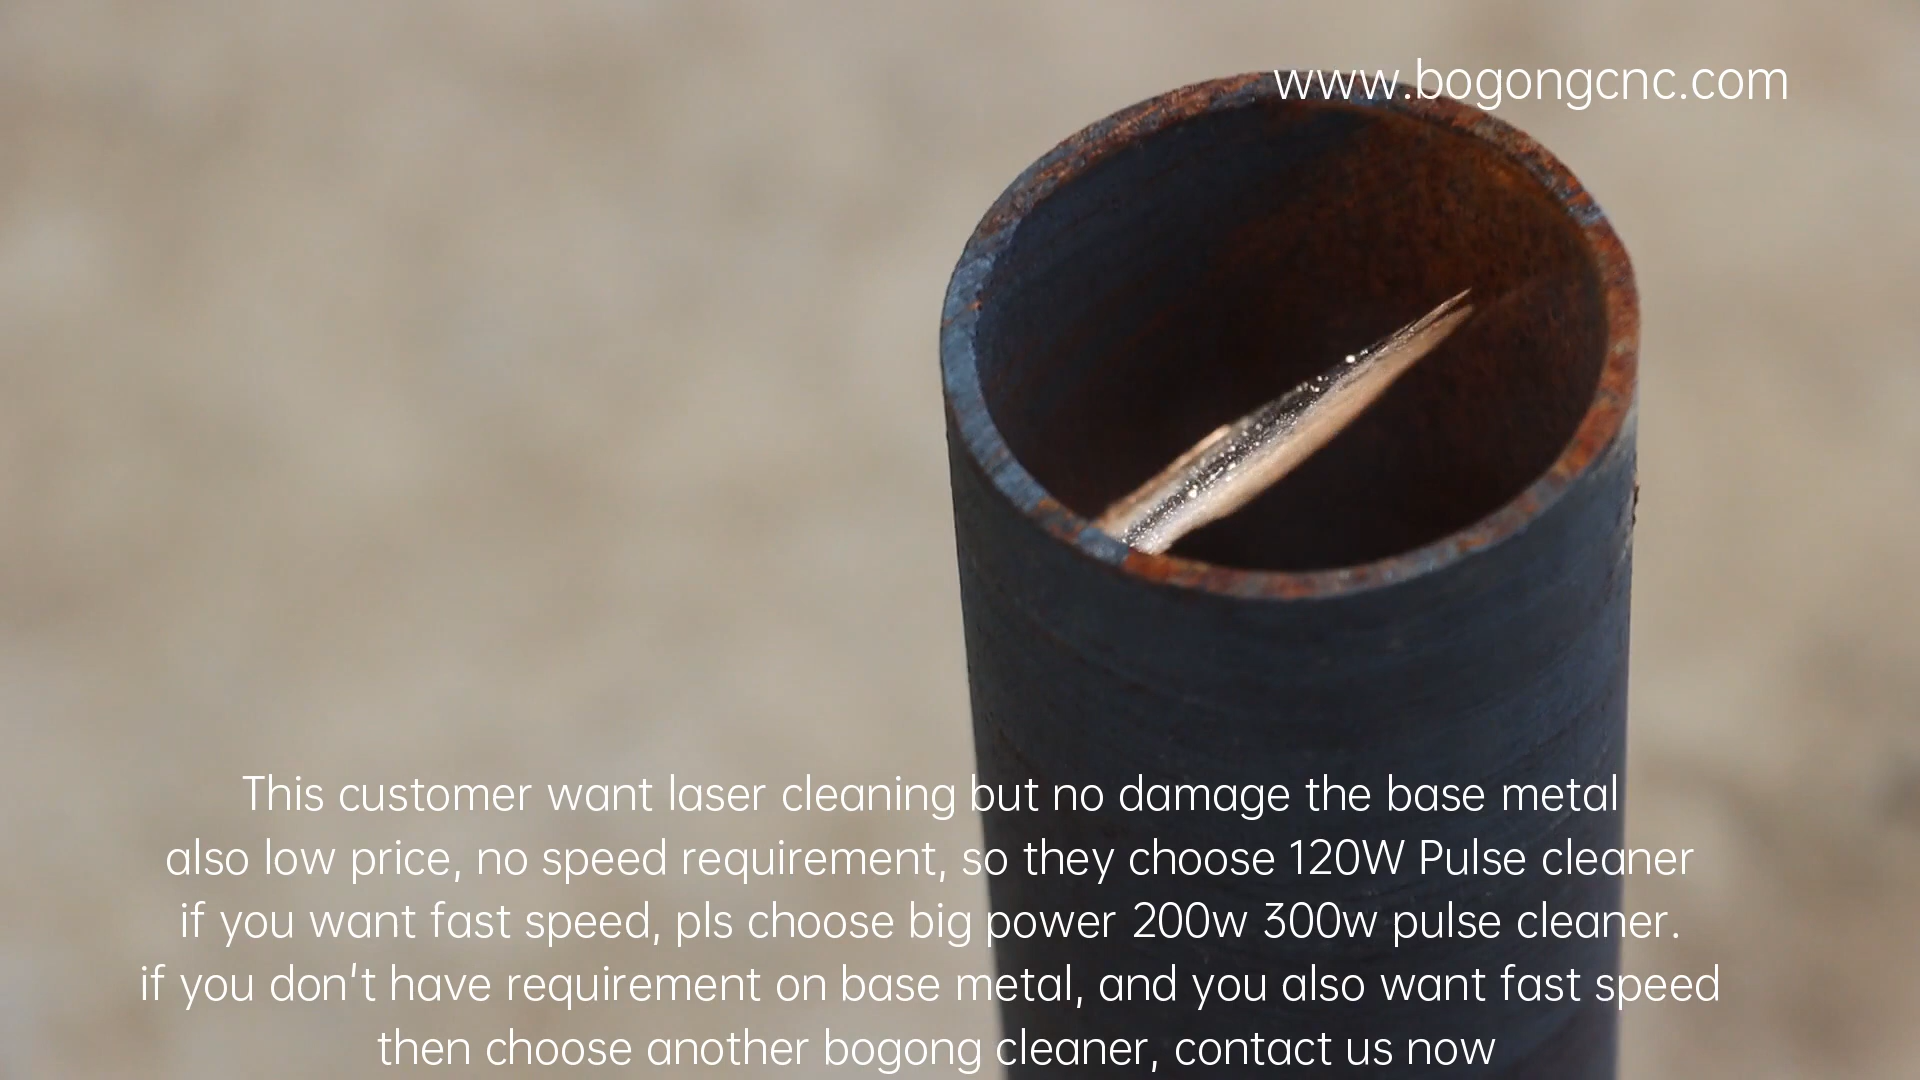 www.bogongcnc.com
This customer want laser cleaning but no damage the base metal
also low price, no speed requirement, so they choose 120W Pulse cleaner
if you want fast speed, pls choose big power 200w 300w pulse cleaner.
if you don't have requirement on base metal, and you also want fast speed
then choose another bogong cleaner, contact us now